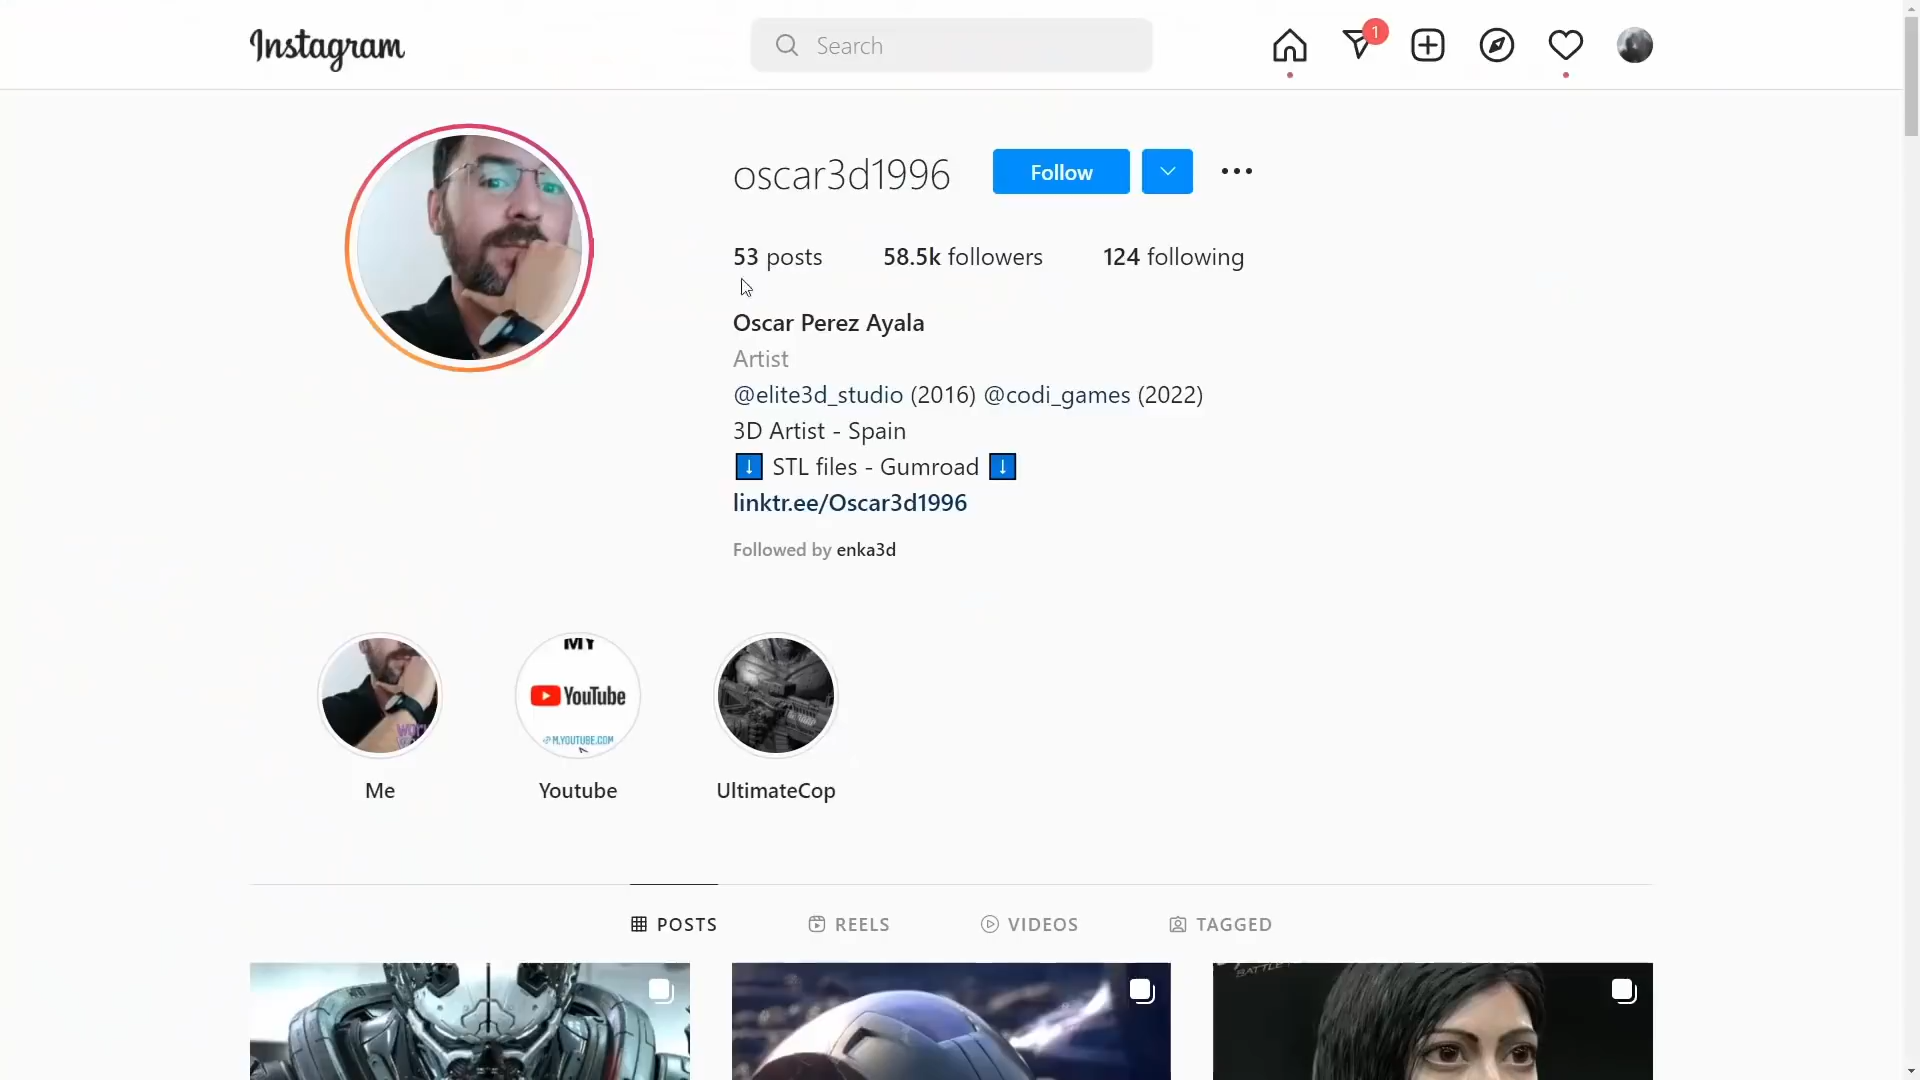 Instagram
Search
1
oscar3d1996
Follow
53 posts 58.5k followers 124 following
Oscar Perez Ayala
Artist
@elite3d_studio (2016) @codi_games (2022)
3D Artist - Spain
⬇ STL files - Gumroad ⬇
linktr.ee/Oscar3d1996
Followed by enka3d
MY
YouTube
M.YOUTUBE.COM
Me
Youtube
UltimateCop
POSTS
REELS
VIDEOS
TAGGED